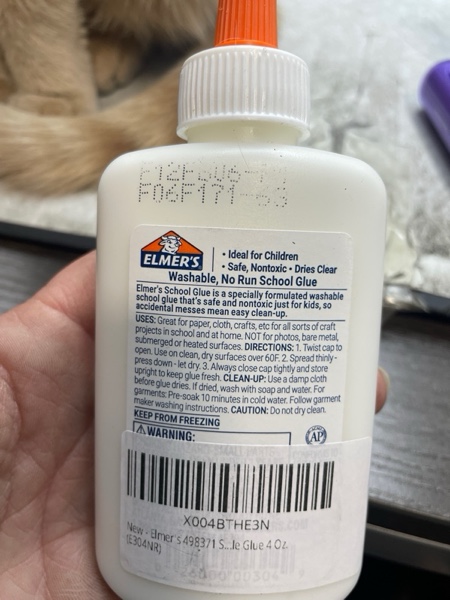 F06F171-
ELMER'S
• Ideal for Children
• Safe, Nontoxic • Dries Clear
Washable, No Run School Glue
Elmer's School Glue is a specially formulated washable
school glue that's safe and nontoxic just for kids, so
accidental messes mean easy clean-up.
USES: Great for paper, cloth, crafts, etc for all sorts of craft
projects in school and at home. NOT for photos, bare metal,
submerged or heated surfaces. DIRECTIONS: 1. Twist cap to
open. Use on clean, dry surfaces over 60F. 2. Spread thinly -
press down - let dry. 3. Always close cap tightly and store
upright to keep glue fresh. CLEAN-UP: Use a damp cloth
before glue dries. If dried, wash with soap and water. For
garments: Pre-soak 10 minutes in cold water. Follow garment
maker washing instructions. CAUTION: Do not dry clean.
KEEP FROM FREEZING
WARNING:
AP
X004BTHE3N
New - Elmer's 498371 S...le Glue 4 Oz.
(E304NR)